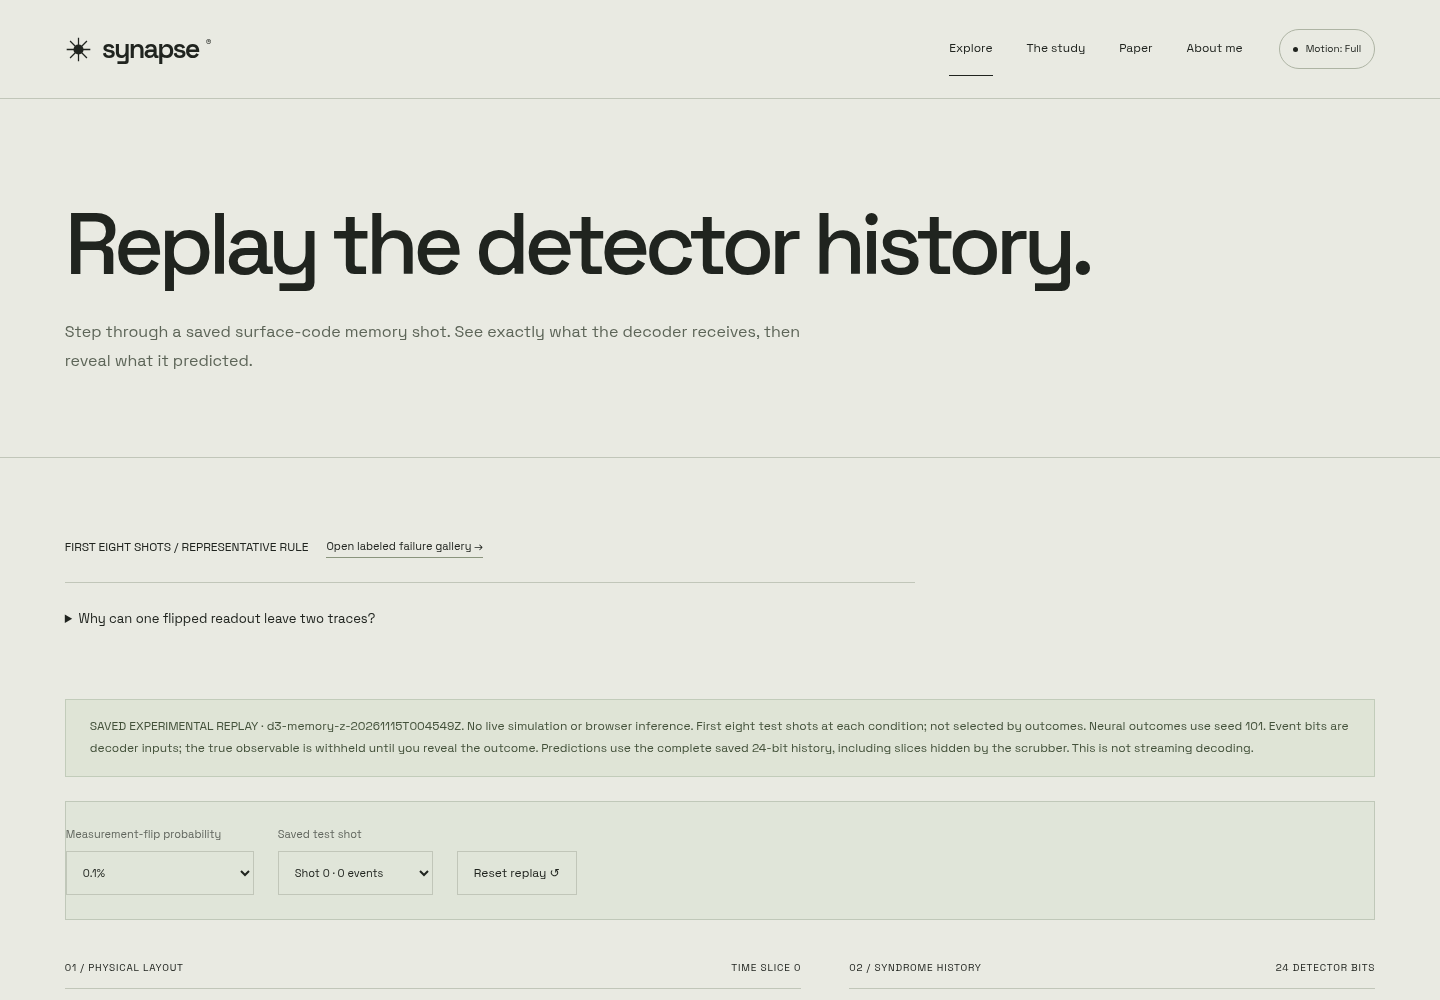 synapse ®
Explore The study Paper About me Motion: Full
Replay the detector history.
Step through a saved surface-code memory shot. See exactly what the decoder receives, then
reveal what it predicted.
FIRST EIGHT SHOTS / REPRESENTATIVE RULE Open labeled failure gallery →
▶ Why can one flipped readout leave two traces?
SAVED EXPERIMENTAL REPLAY · d3-memory-z-20261115T004549Z. No live simulation or browser inference. First eight test shots at each condition; not selected by outcomes. Neural outcomes use seed 101. Event bits are
decoder inputs; the true observable is withheld until you reveal the outcome. Predictions use the complete saved 24-bit history, including slices hidden by the scrubber. This is not streaming decoding.
Measurement-flip probability Saved test shot
0.1% Shot 0 · 0 events Reset replay ↺
01 / PHYSICAL LAYOUT TIME SLICE 0 02 / SYNDROME HISTORY 24 DETECTOR BITS